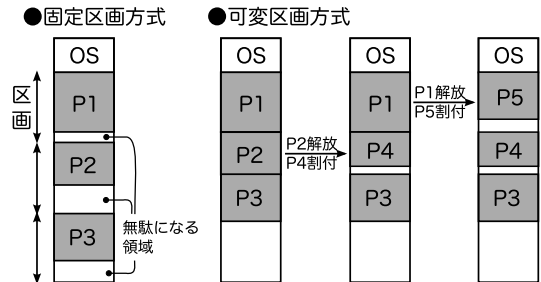 ●固定区画方式
●可変区画方式
OS
P1
P2
P3
区画
無駄になる
領域
OS
P1
P2
P3
P2解放
P4割付
OS
P1
P4
P3
P1解放
P5割付
OS
P5
P4
P3